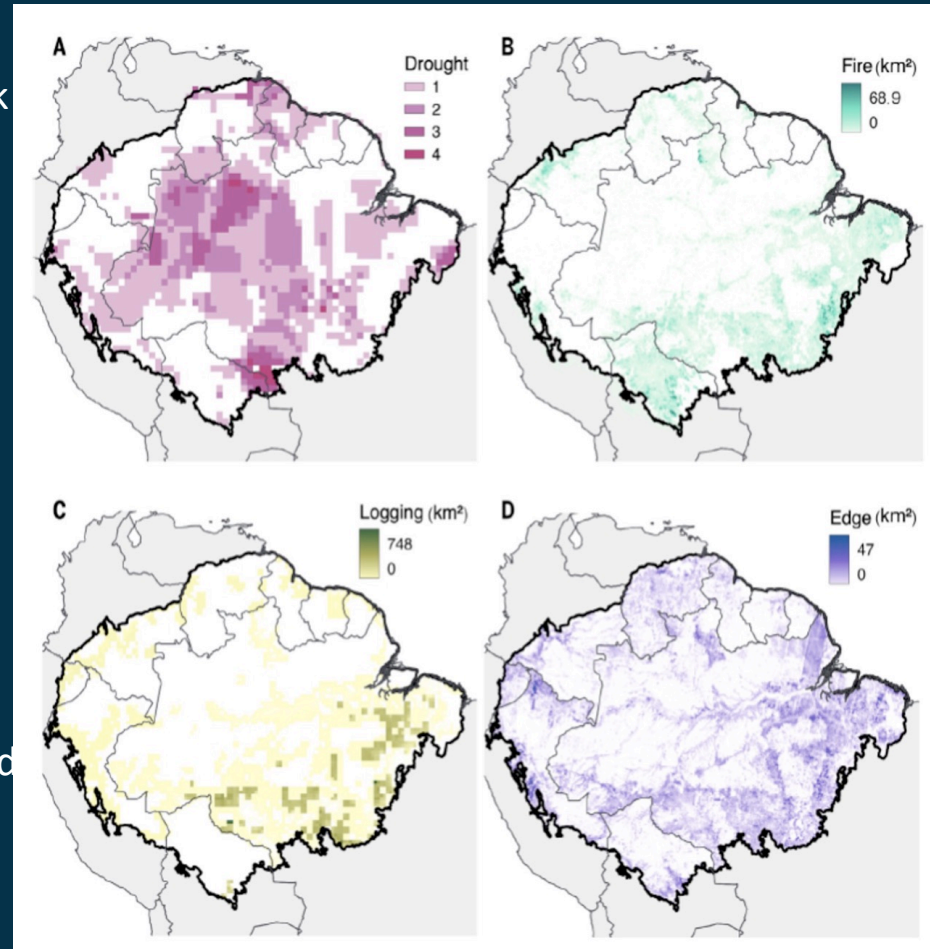 A
Drought
1
2
3
4
B
Fire (km²)
68.9
0
k
C
Logging (km²)
748
0
D
Edge (km²)
47
0
d